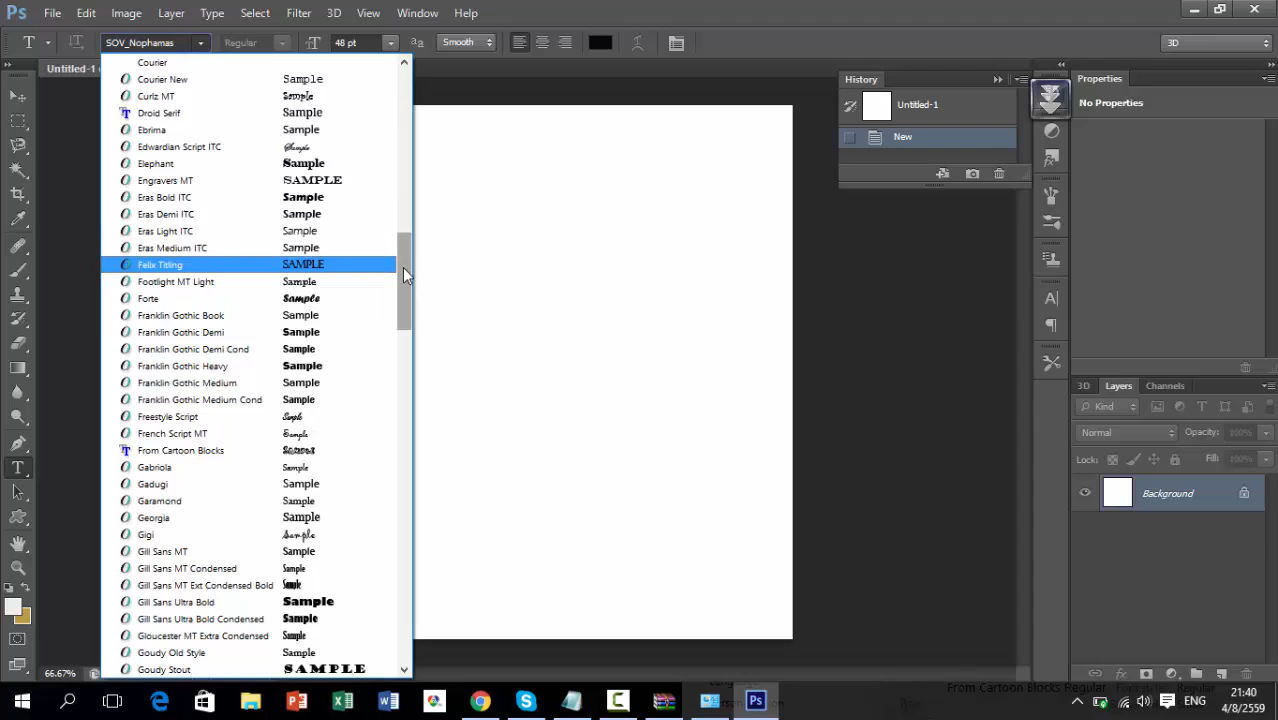 Ps File Edit Image Layer Type Select Filter 3D View Window Help
T SOV_Nophamas Regular 48 pt Smooth 3D
Untitled-1
History
Untitled-1
New
Properties
No Properties
Courier
Courier New Sample
Curlz MT Sample
Droid Serif Sample
Ebrima Sample
Edwardian Script ITC Sample
Elephant Sample
Engravers MT SAMPLE
Eras Bold ITC Sample
Eras Demi ITC Sample
Eras Light ITC Sample
Eras Medium ITC Sample
Felix Titling SAMPLE
Footlight MT Light Sample
Forte Sample
Franklin Gothic Book Sample
Franklin Gothic Demi Sample
Franklin Gothic Demi Cond Sample
Franklin Gothic Heavy Sample
Franklin Gothic Medium Sample
Franklin Gothic Medium Cond Sample
Freestyle Script Sample
French Script MT Sample
From Cartoon Blocks
Gabriola Sample
Gadugi Sample
Garamond Sample
Georgia Sample
Gigi Sample
Gill Sans MT Sample
Gill Sans MT Condensed Sample
Gill Sans MT Ext Condensed Bold Sample
Gill Sans Ultra Bold Sample
Gill Sans Ultra Bold Condensed Sample
Gloucester MT Extra Condensed Sample
Goudy Old Style Sample
Goudy Stout SAMPLE
3D Layers Channels
Kind
Normal Opacity: 100%
Lock: Fill: 100%
Background
66.67%
From Cartoon Blocks Regular
ENG
21:40
4/8/2559